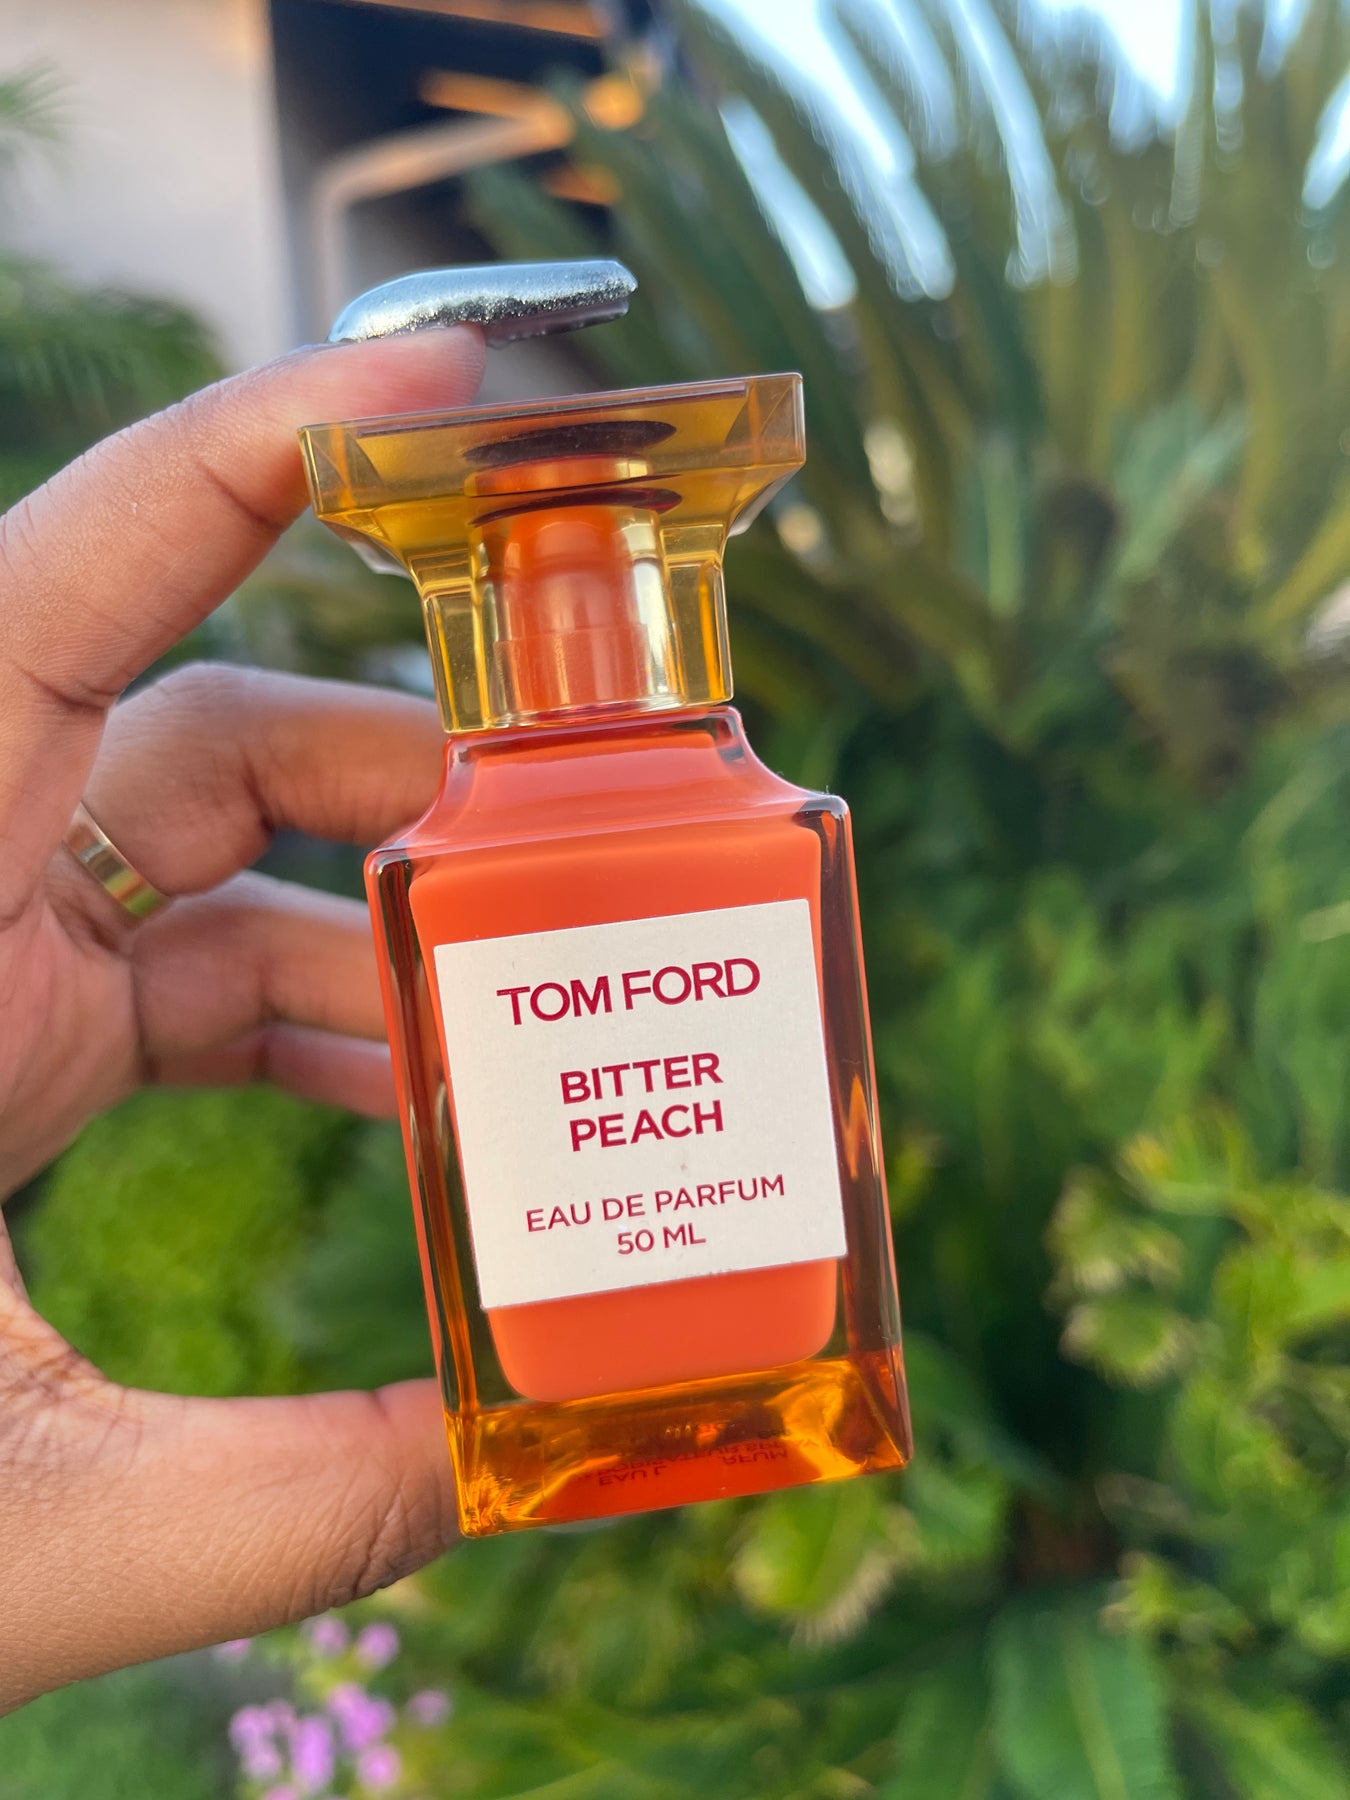 TOM FORD
BITTER
PEACH
EAU DE PARFUM
50 ML